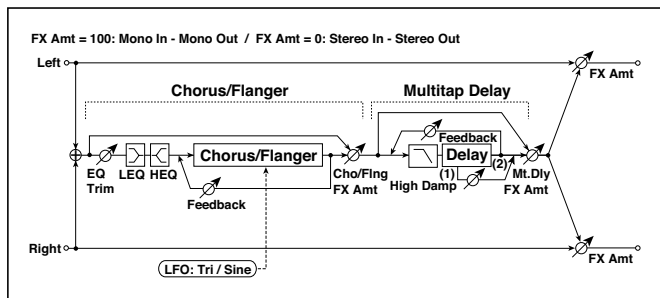 FX Amt = 100: Mono In - Mono Out / FX Amt = 0: Stereo In - Stereo Out
Left
FX Amt
Chorus/Flanger
Multitap Delay
EQ
Trim
LEQ
HEQ
Chorus/Flanger
Feedback
Cho/Flng
FX Amt
Feedback
High Damp
Delay
(1)
(2)
Mt.Dly
FX Amt
Right
FX Amt
LFO: Tri / Sine